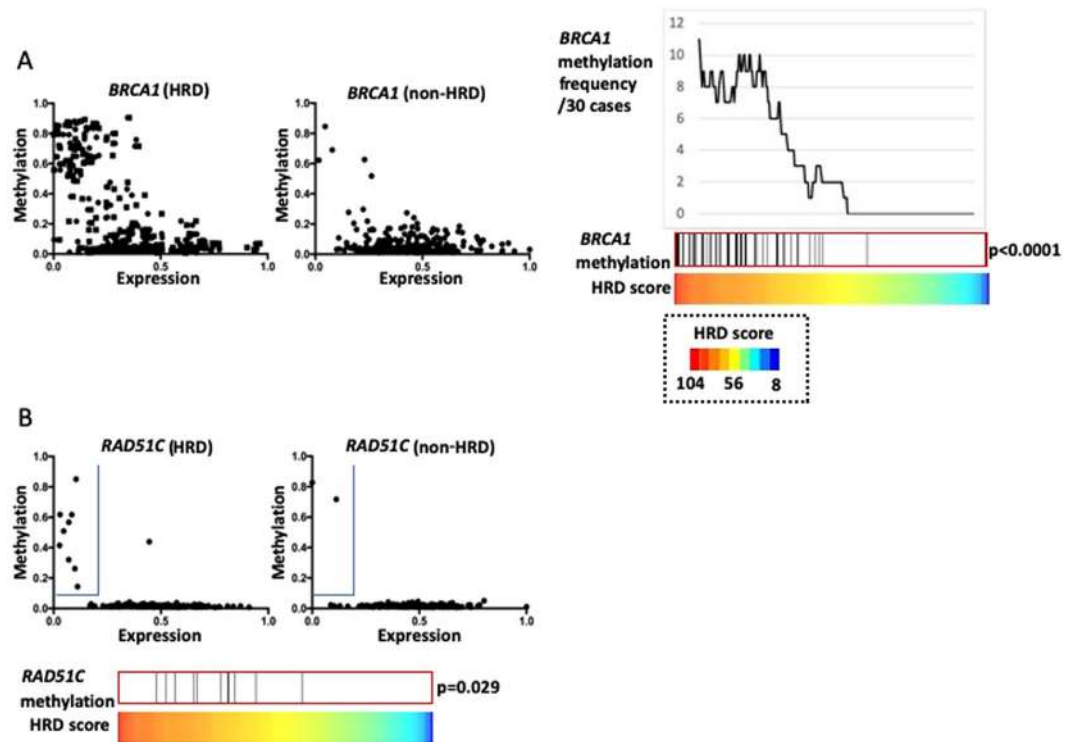 A
BRCA1 (HRD)
Methylation
1.0
0.8
0.6
0.4
0.2
0.0
0.0
0.5
1.0
Expression
BRCA1 (non-HRD)
Methylation
1.0
0.8
0.6
0.4
0.2
0.0
0.0
0.5
1.0
Expression
BRCA1
methylation
frequency
/30 cases
12
10
8
6
4
2
0
BRCA1
methylation
p<0.0001
HRD score
HRD score
104 56 8
B
RAD51C (HRD)
Methylation
1.0
0.8
0.6
0.4
0.2
0.0
0.0
0.5
1.0
Expression
RAD51C (non-HRD)
Methylation
1.0
0.8
0.6
0.4
0.2
0.0
0.0
0.5
1.0
Expression
RAD51C
methylation
p=0.029
HRD score